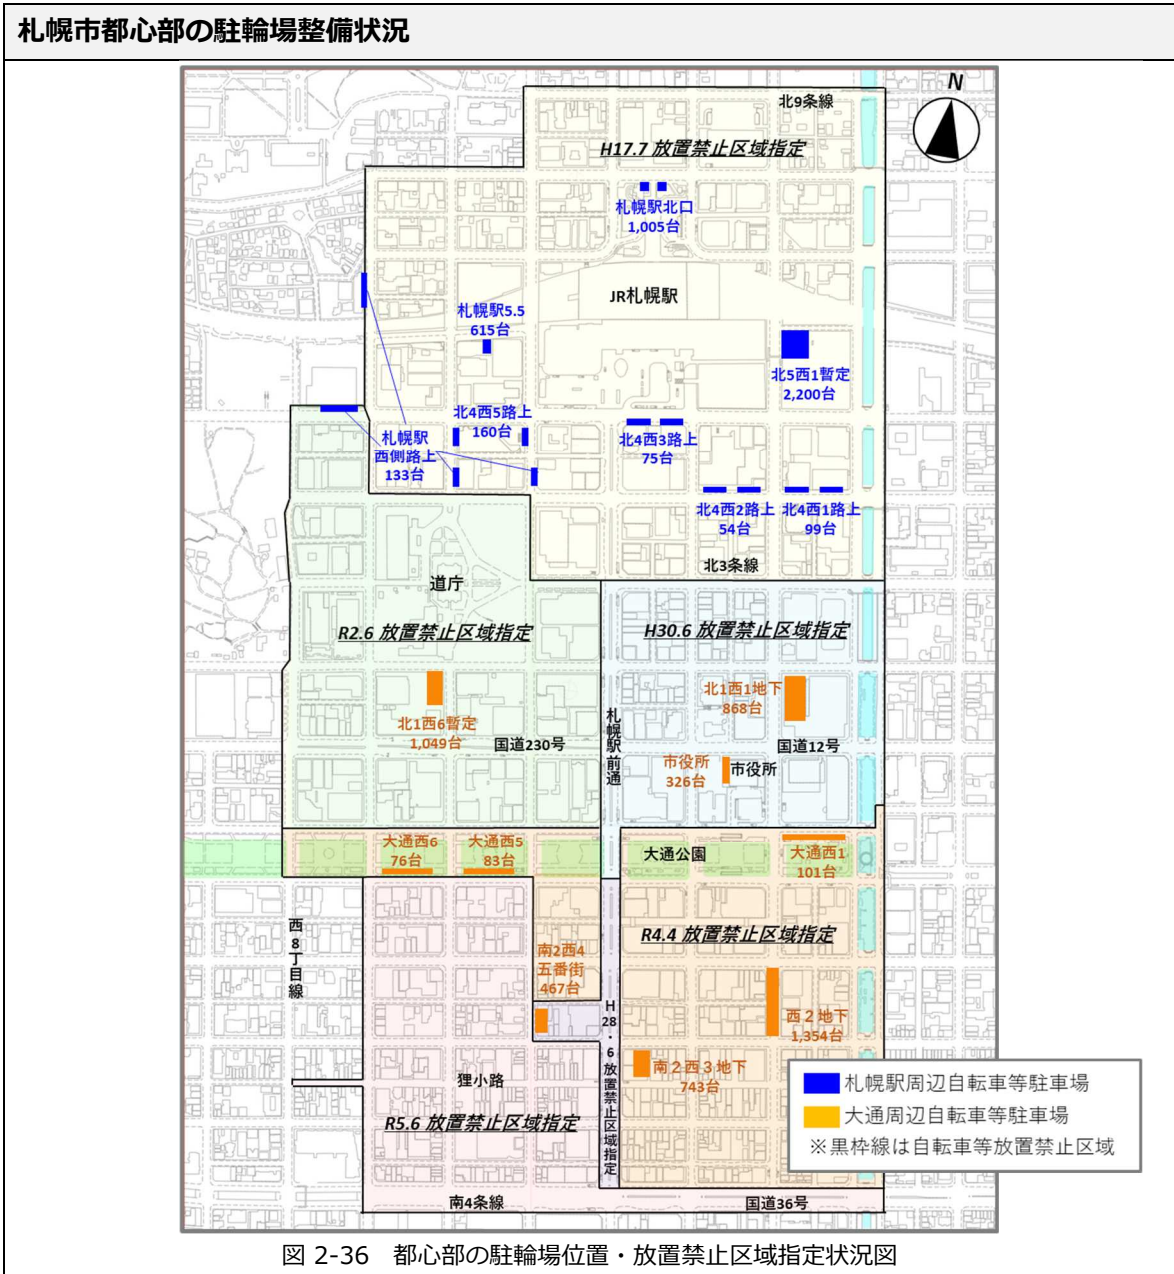 札幌市都心部の駐輪場整備状況
N
北9条線
H17.7 放置禁止区域指定
札幌駅北口
1,005台
JR札幌駅
札幌駅5.5
615台
北5西1暫定
2,200台
北4西5路上
160台
札幌駅
西側路上
133台
北4西3路上
75台
北4西2路上
54台
北4西1路上
99台
北3条線
道庁
R2.6 放置禁止区域指定
H30.6 放置禁止区域指定
北1西6暫定
1,049台
国道230号
札幌駅前通
北1西1地下
868台
国道12号
市役所
326台
市役所
大通西6
76台
大通西5
83台
大通公園
大通西1
101台
西8丁目線
R4.4 放置禁止区域指定
南2西4
五番街
467台
H28・6放置禁止区域指定
西2地下
1,354台
南2西3地下
743台
狸小路
R5.6 放置禁止区域指定
南4条線
国道36号
札幌駅周辺自転車等駐車場
大通周辺自転車等駐車場
※黒枠線は自転車等放置禁止区域
図 2-36 都心部の駐輪場位置・放置禁止区域指定状況図